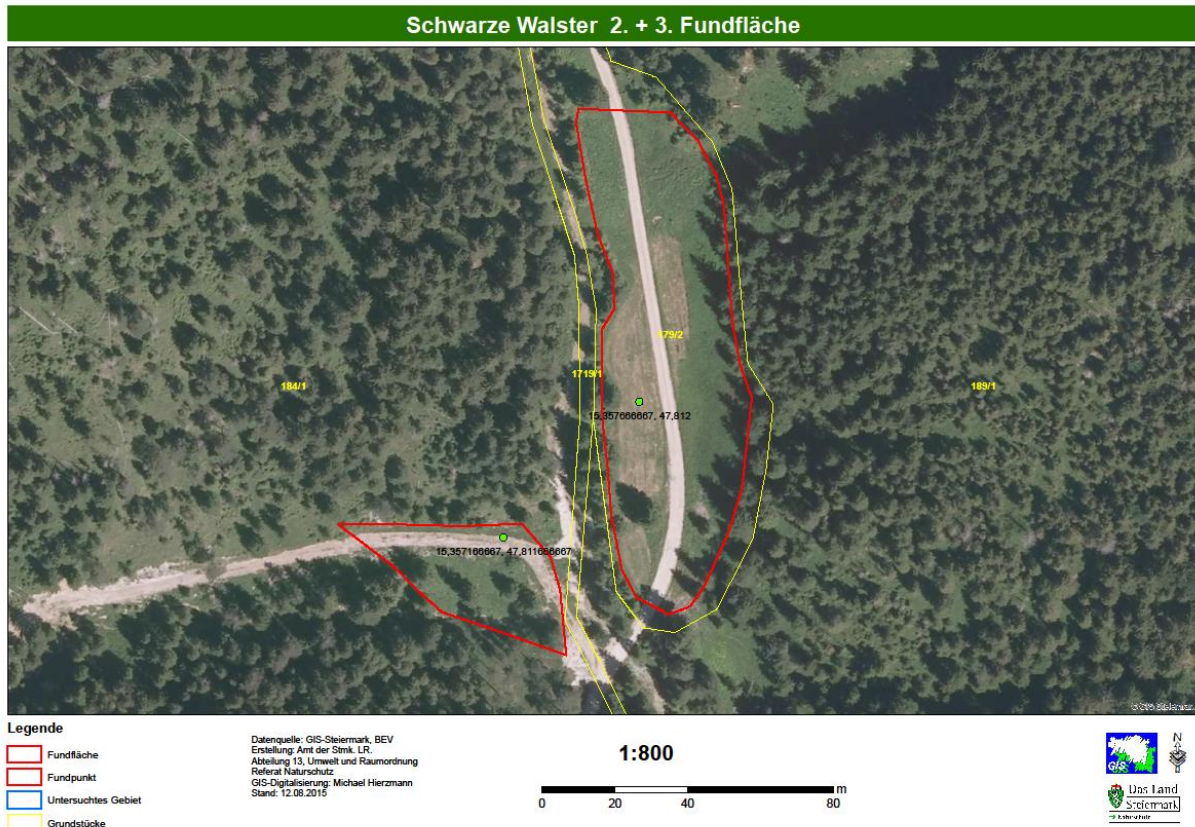 Schwarze Walster 2. + 3. Fundfläche
184/1
1719/1
179/2
189/1
15,357666667, 47,812
15,357166667, 47,811666667
Legende
Fundfläche
Fundpunkt
Untersuchtes Gebiet
Grundstücke
Datenquelle: GIS-Steiermark, BEV
Erstellung: Amt der Stmk. LR.
Abteilung 13, Umwelt und Raumordnung
Referat Naturschutz
GIS-Digitalisierung: Michael Hierzmann
Stand: 12.08.2015
1:800
m
0 20 40 80
GIS
N
Das Land
Steiermark